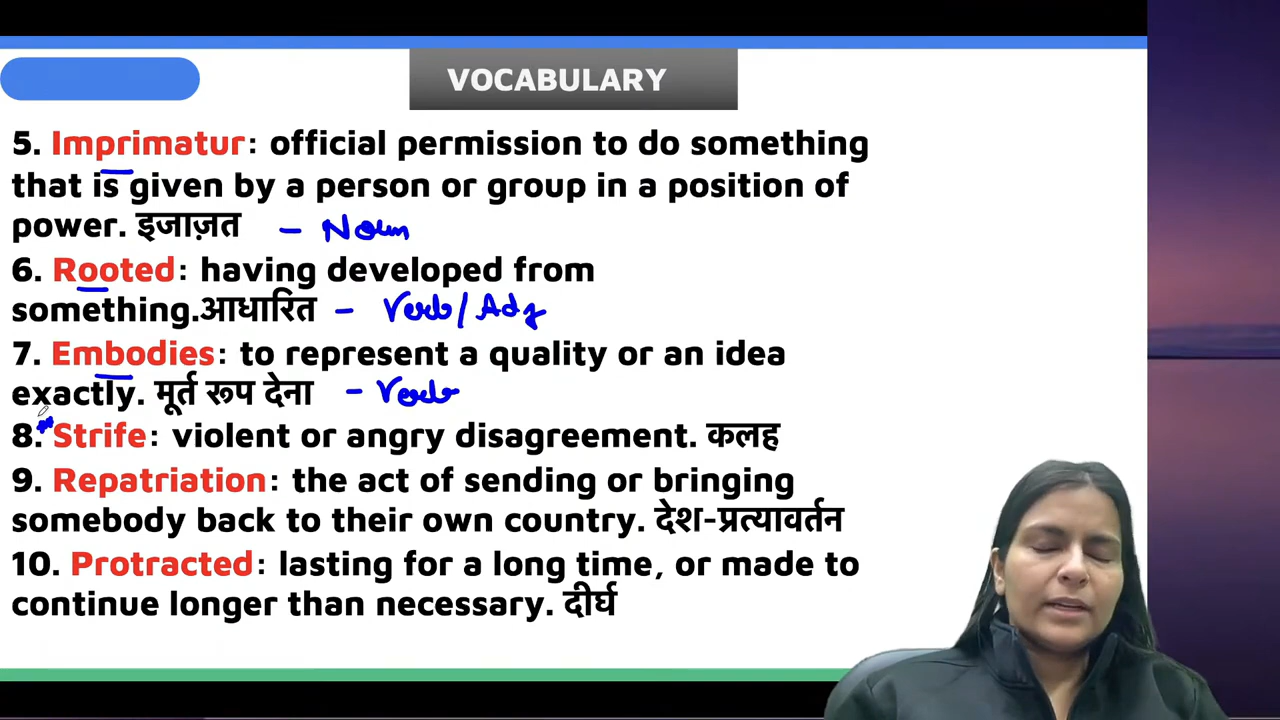 VOCABULARY
5. Imprimatur: official permission to do something
that is given by a person or group in a position of
power. इजाज़त – Noun
6. Rooted: having developed from
something.आधारित – Verb/Adj
7. Embodies: to represent a quality or an idea
exactly. मूर्त रूप देना – Verb
8. Strife: violent or angry disagreement. कलह
9. Repatriation: the act of sending or bringing
somebody back to their own country. देश-प्रत्यावर्तन
10. Protracted: lasting for a long time, or made to
continue longer than necessary. दीर्घ